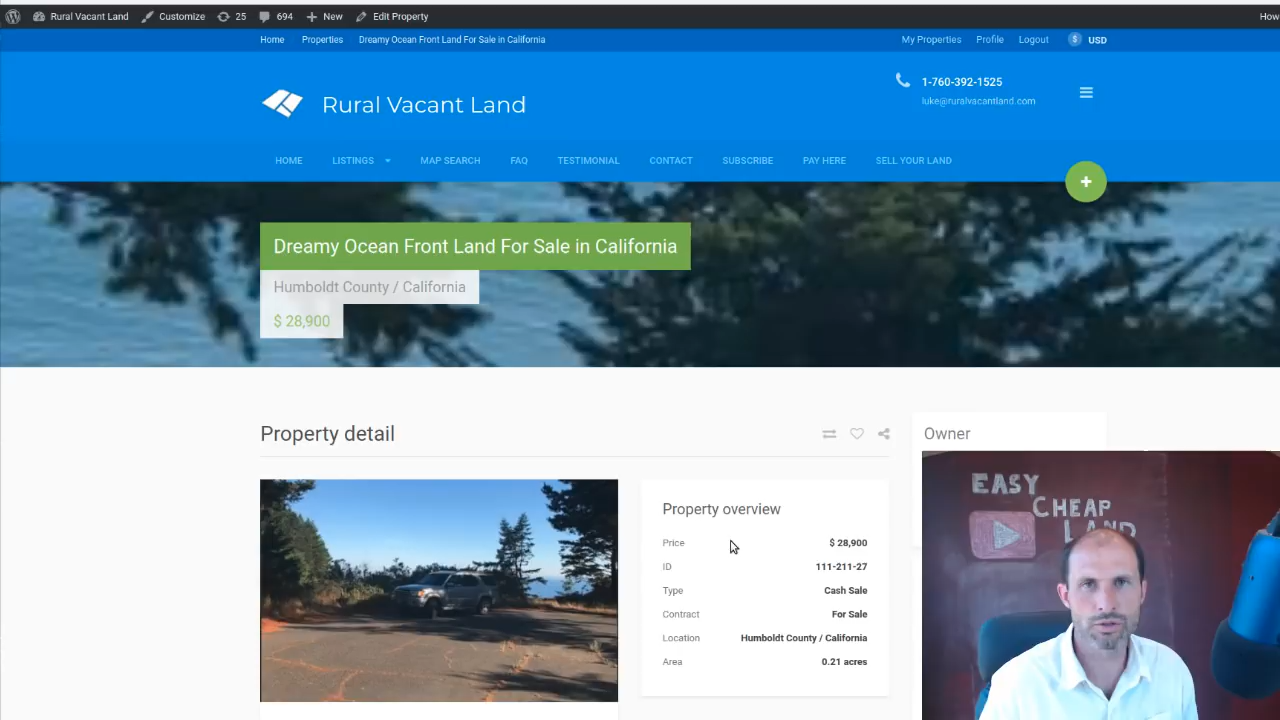 Rural Vacant Land Customize 25 694 New Edit Property How
Home Properties Dreamy Ocean Front Land For Sale in California My Properties Profile Logout $ USD
1-760-392-1525
luke@ruralvacantland.com
Rural Vacant Land
HOME LISTINGS MAP SEARCH FAQ TESTIMONIAL CONTACT SUBSCRIBE PAY HERE SELL YOUR LAND
Dreamy Ocean Front Land For Sale in California
Humboldt County / California
$ 28,900
Property detail
Owner
Property overview
Price $ 28,900
ID 111-211-27
Type Cash Sale
Contract For Sale
Location Humboldt County / California
Area 0.21 acres
EASY
CHEAP
LAND